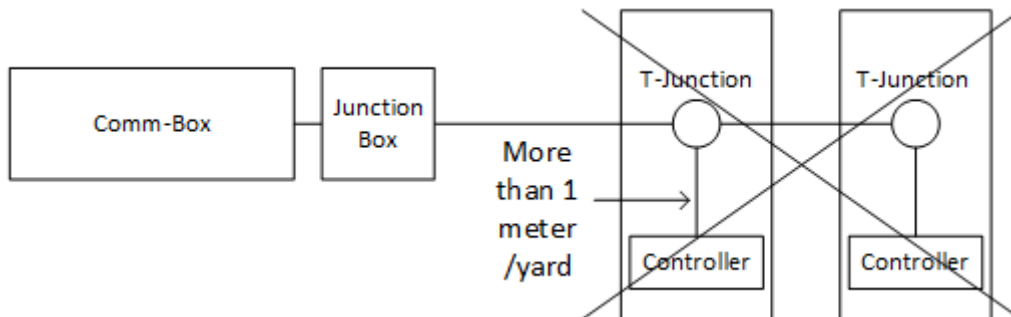 Comm-Box
Junction
Box
More
than 1
meter
/yard
T-Junction
Controller
T-Junction
Controller